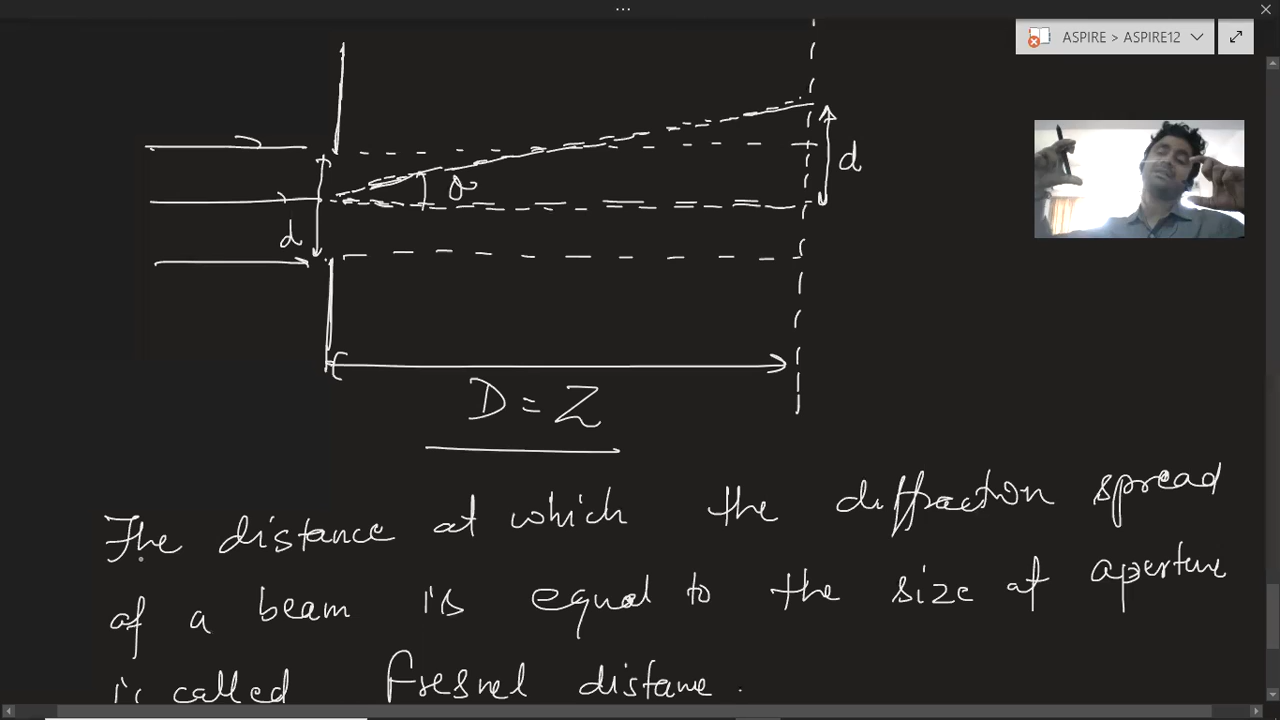 ...
ASPIRE > ASPIRE12
d
θ
d
D = Z
The distance at which the diffraction spread
of a beam is equal to the size of aperture
is called fresnel distance.